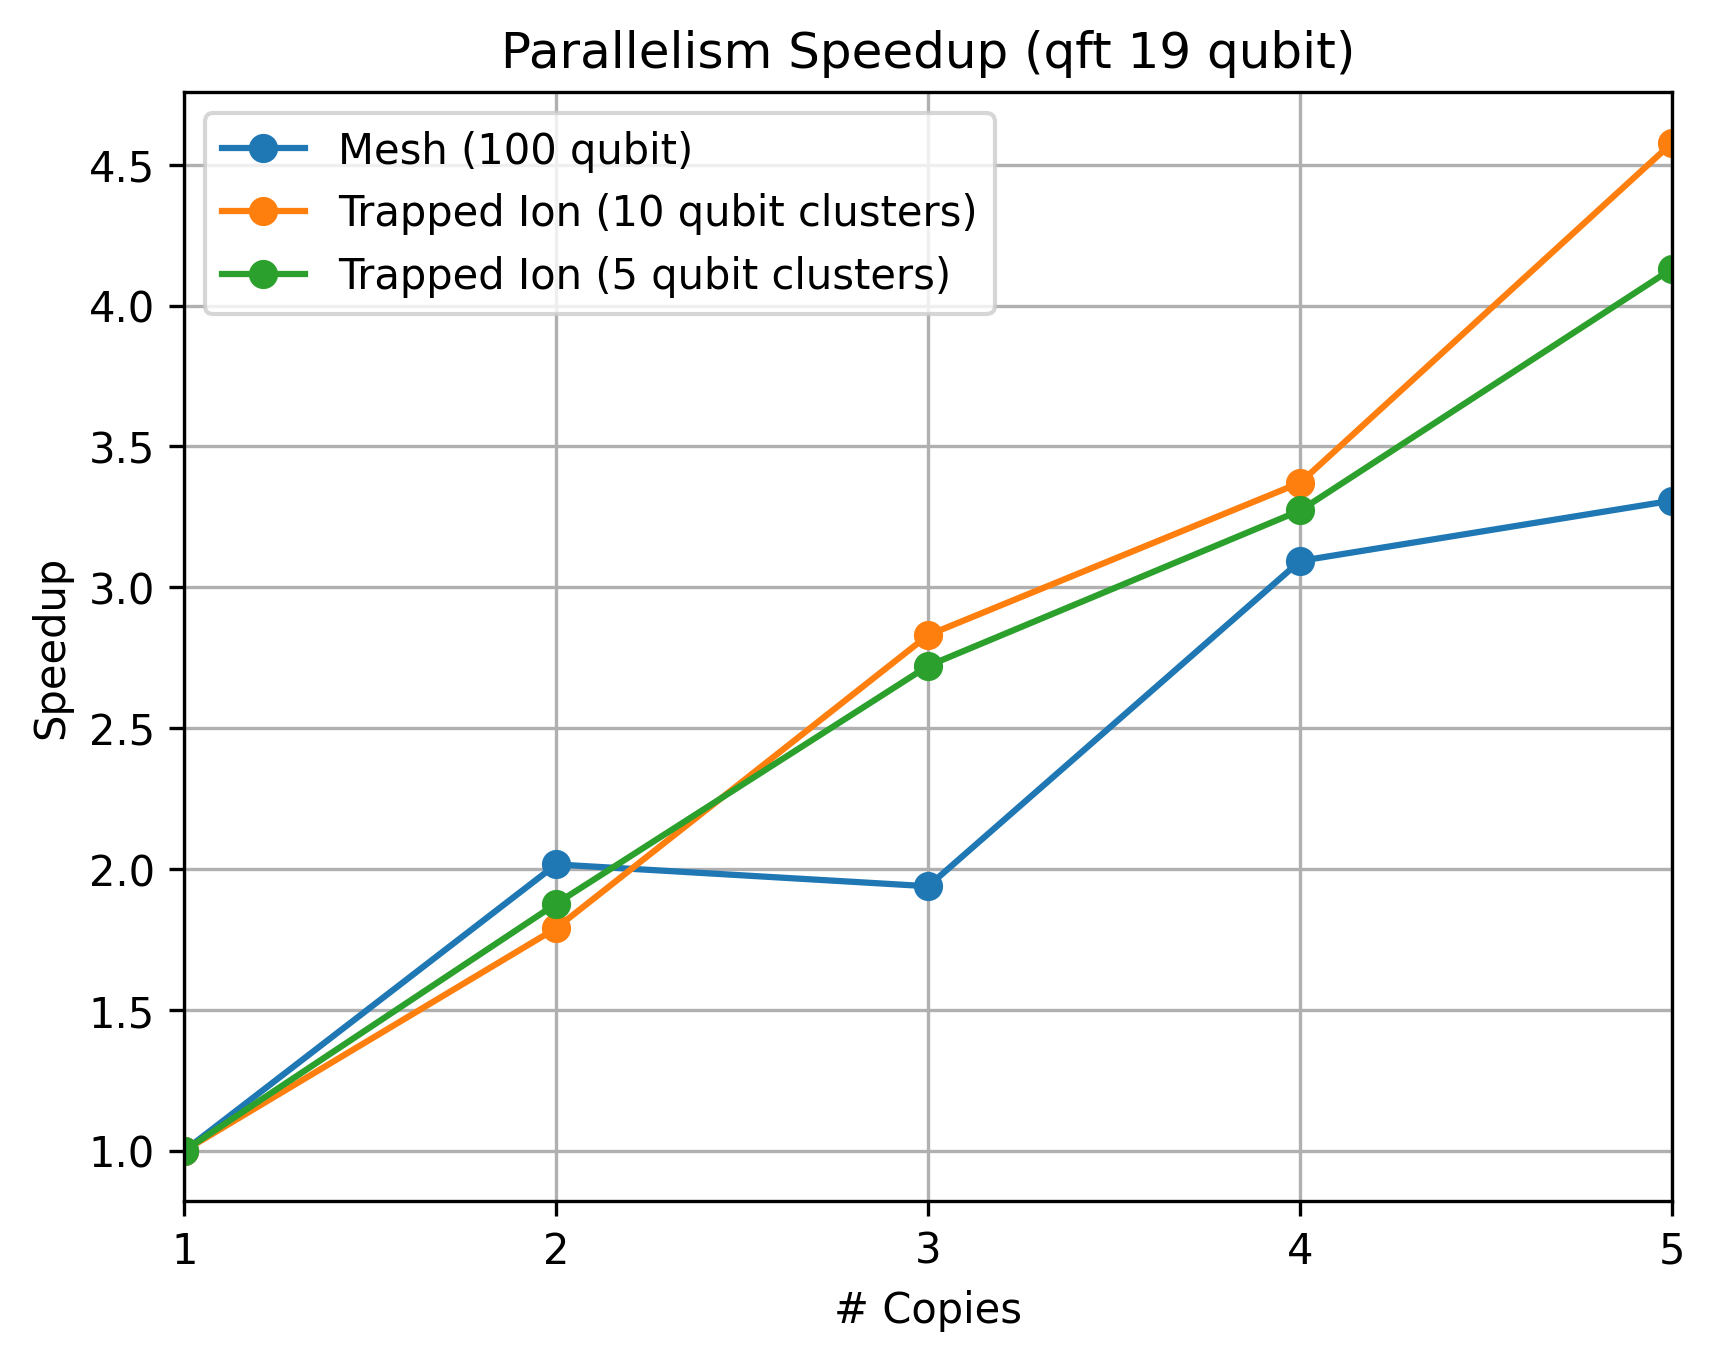 Parallelism Speedup (qft 19 qubit)
Mesh (100 qubit)
Trapped Ion (10 qubit clusters)
Trapped Ion (5 qubit clusters)
4.5
4.0
3.5
3.0
2.5
2.0
1.5
1.0
Speedup
1 2 3 4 5
# Copies